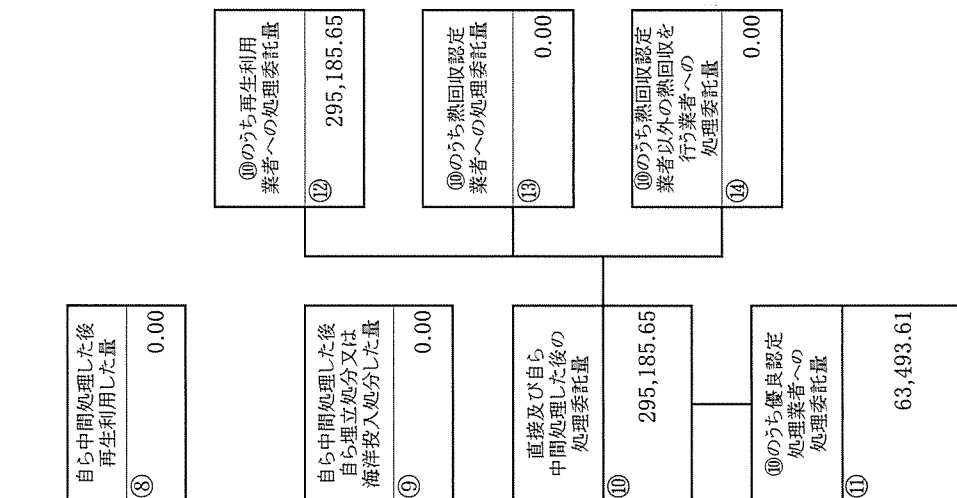 自ら中間処理した後
再生利用した量
⑧
0.00
自ら中間処理した後
自ら埋立処分又は
海洋投入処分した量
⑨
0.00
直接及び自ら
中間処理した後の
処理委託量
⑩
295,185.65
⑩のうち優良認定
処理業者への
処理委託量
⑪
63,493.61
⑩のうち再生利用
業者への処理委託量
⑫
295,185.65
⑩のうち熱回収認定
業者への処理委託量
⑬
0.00
⑩のうち熱回収認定
業者以外の熱回収を
行う業者への
処理委託量
⑭
0.00